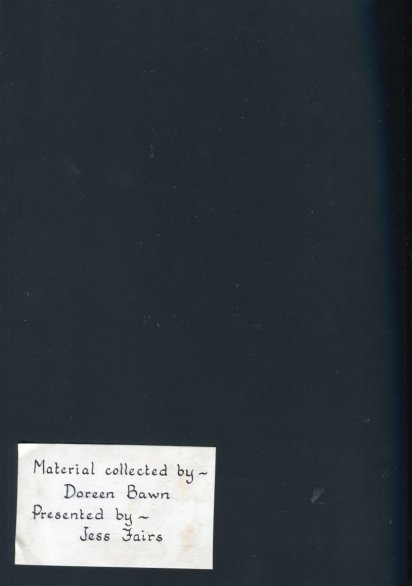 Material collected by ~
Doreen Bawn
Presented by ~
Jess Fairs